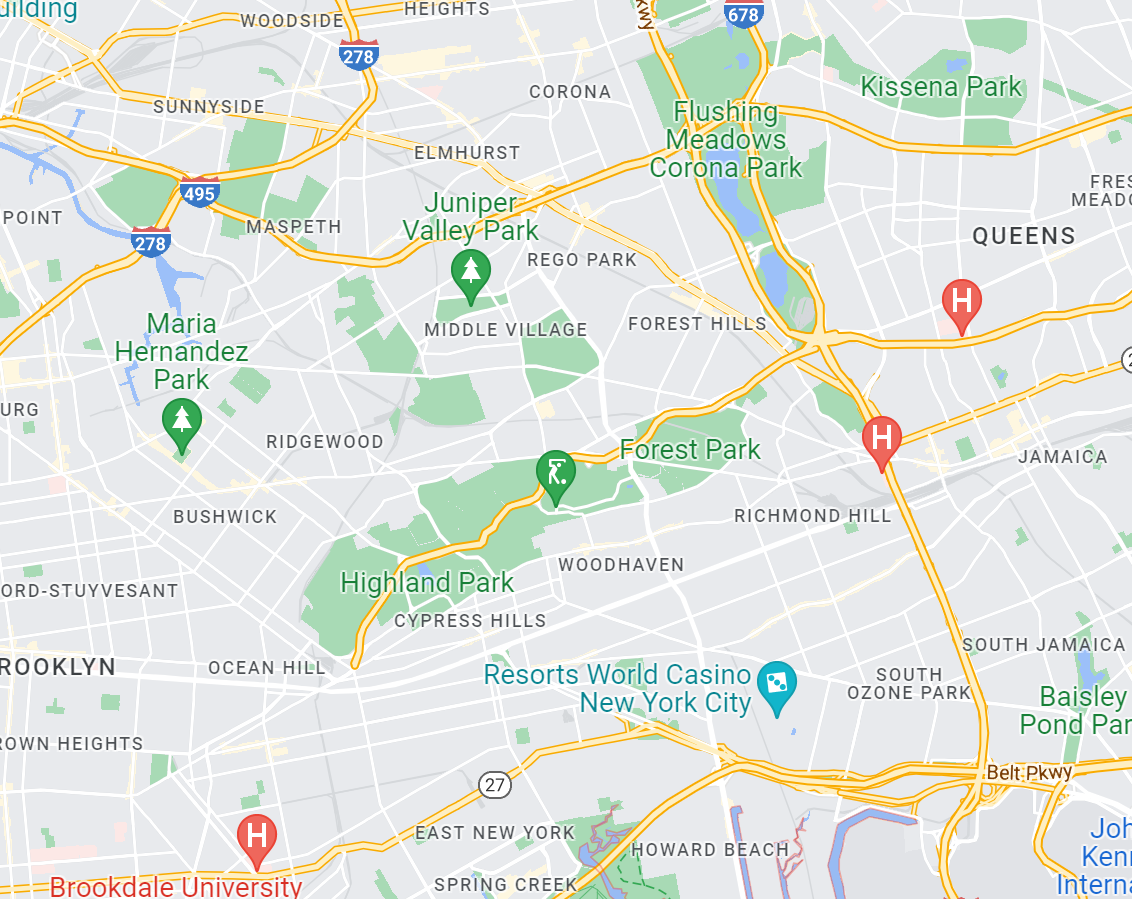 uilding
WOODSIDE
HEIGHTS
kwy
678
278
Kissena Park
CORONA
SUNNYSIDE
Flushing
Meadows
Corona Park
ELMHURST
495
FRES
MEADO
Juniper
Valley Park
POINT
MASPETH
278
QUEENS
REGO PARK
H
Maria
Hernandez
Park
MIDDLE VILLAGE
FOREST HILLS
2
URG
H
RIDGEWOOD
Forest Park
JAMAICA
BUSHWICK
RICHMOND HILL
WOODHAVEN
Highland Park
ORD-STUYVESANT
CYPRESS HILLS
SOUTH JAMAICA
ROOKLYN
OCEAN HILL
Resorts World Casino
New York City
SOUTH
OZONE PARK
Baisley
Pond Par
OWN HEIGHTS
Belt Pkwy
27
H
EAST NEW YORK
HOWARD BEACH
Joh
Kenn
Interna
Brookdale University
SPRING CREEK